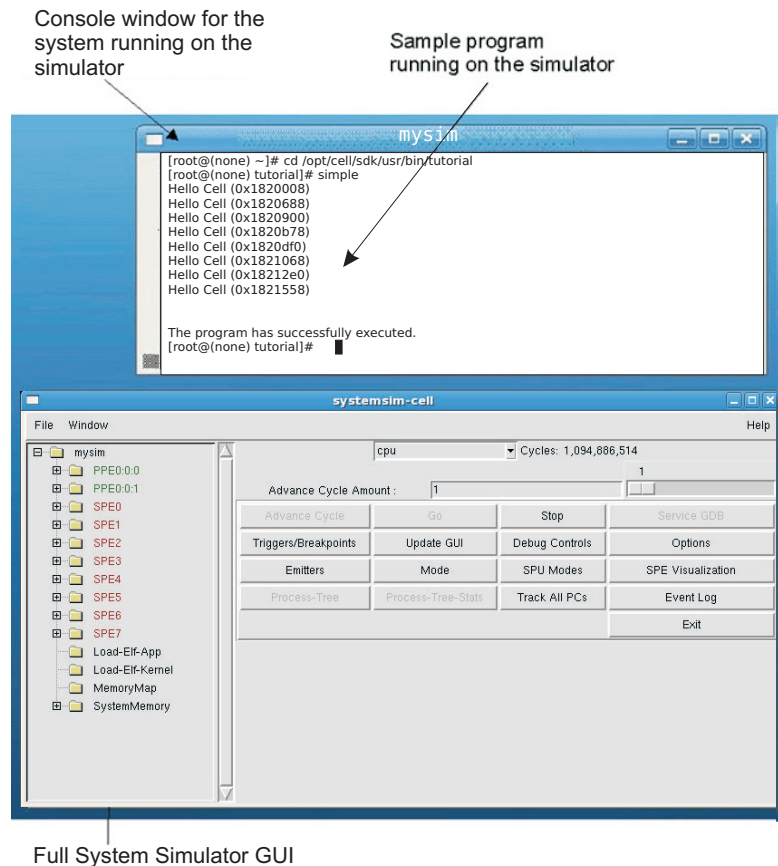 Console window for the
system running on the
simulator
Sample program
running on the simulator
mysim
[root@(none) ~]# cd /opt/cell/sdk/usr/bin/tutorial
[root@(none) tutorial]# simple
Hello Cell (0x1820008)
Hello Cell (0x1820688)
Hello Cell (0x1820900)
Hello Cell (0x1820b78)
Hello Cell (0x1820df0)
Hello Cell (0x1821068)
Hello Cell (0x18212e0)
Hello Cell (0x1821558)
The program has successfully executed.
[root@(none) tutorial]#
systemsim-cell
File Window Help
mysim
PPE0:0:0
PPE0:0:1
SPE0
SPE1
SPE2
SPE3
SPE4
SPE5
SPE6
SPE7
Load-Elf-App
Load-Elf-Kernel
MemoryMap
SystemMemory
cpu Cycles: 1,094,886,514
1
Advance Cycle Amount : 1
Advance Cycle Go Stop Service GDB
Triggers/Breakpoints Update GUI Debug Controls Options
Emitters Mode SPU Modes SPE Visualization
Process-Tree Process-Tree-Stats Track All PCs Event Log
Exit
Full System Simulator GUI